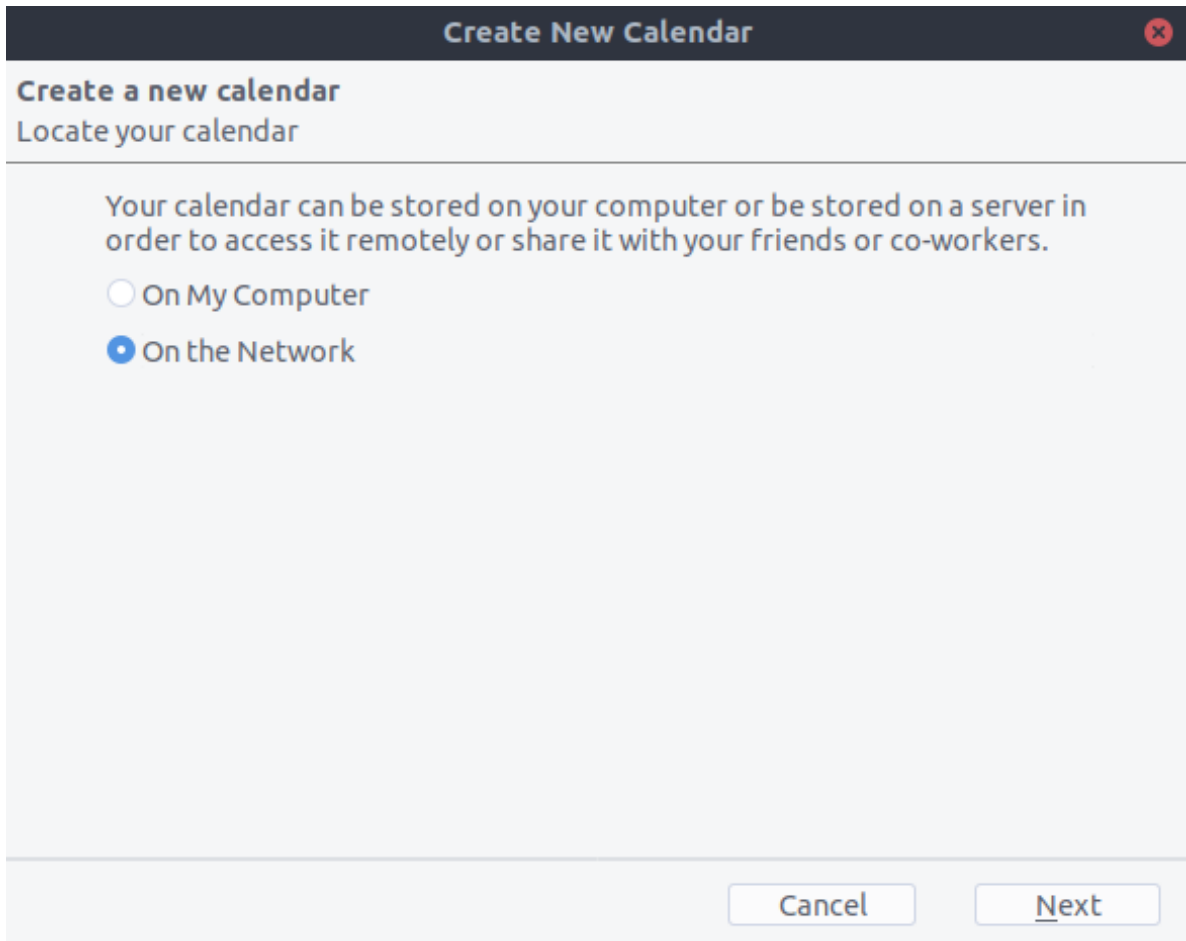 Create New Calendar
Create a new calendar
Locate your calendar
Your calendar can be stored on your computer or be stored on a server in
order to access it remotely or share it with your friends or co-workers.
On My Computer
On the Network
Cancel
Next